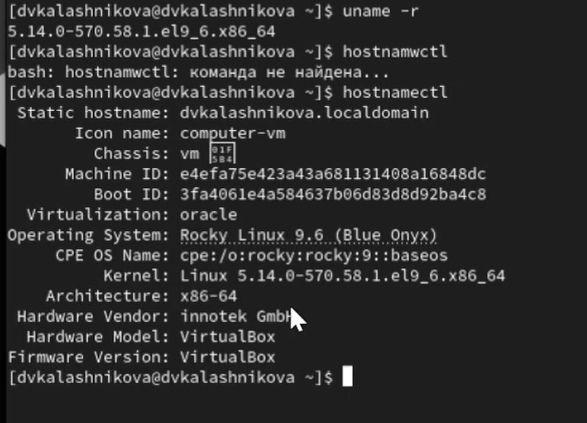 [dvkalashnikova@dvkalashnikova ~]$ uname -r
5.14.0-570.58.1.el9_6.x86_64
[dvkalashnikova@dvkalashnikova ~]$ hostnamwctl
bash: hostnamwctl: команда не найдена...
[dvkalashnikova@dvkalashnikova ~]$ hostnamectl
Static hostname: dvkalashnikova.localdomain
Icon name: computer-vm
Chassis: vm
Machine ID: e4efa75e423a43a681131408a16848dc
Boot ID: 3fa4061e4a584637b06d83d8d92ba4c8
Virtualization: oracle
Operating System: Rocky Linux 9.6 (Blue Onyx)
CPE OS Name: cpe:/o:rocky:rocky:9::baseos
Kernel: Linux 5.14.0-570.58.1.el9_6.x86_64
Architecture: x86-64
Hardware Vendor: innotek GmbH
Hardware Model: VirtualBox
Firmware Version: VirtualBox
[dvkalashnikova@dvkalashnikova ~]$